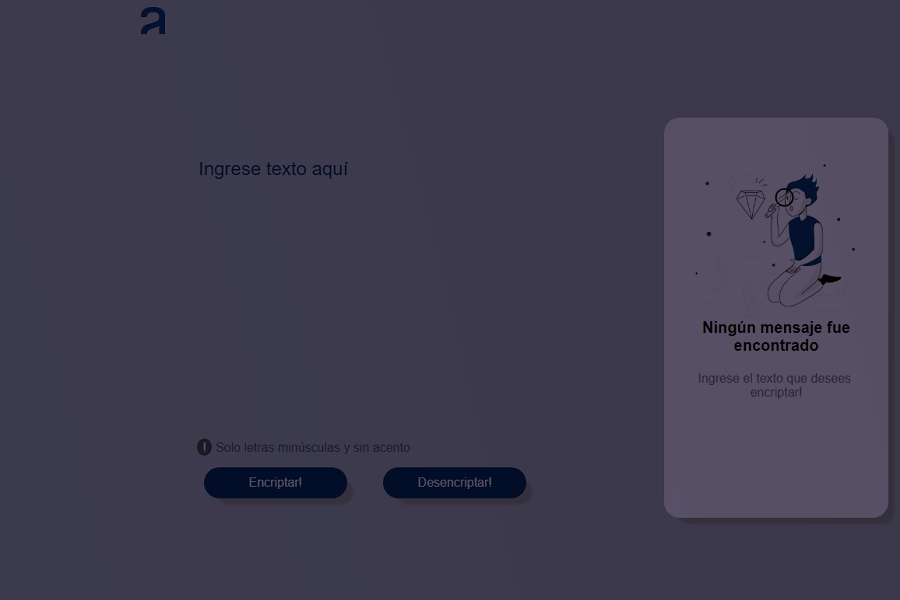 a
Ingrese texto aquí
Ningún mensaje fue
encontrado
Ingrese el texto que desees
encriptar!
! Solo letras minúsculas y sin acento
Encriptar!
Desencriptar!